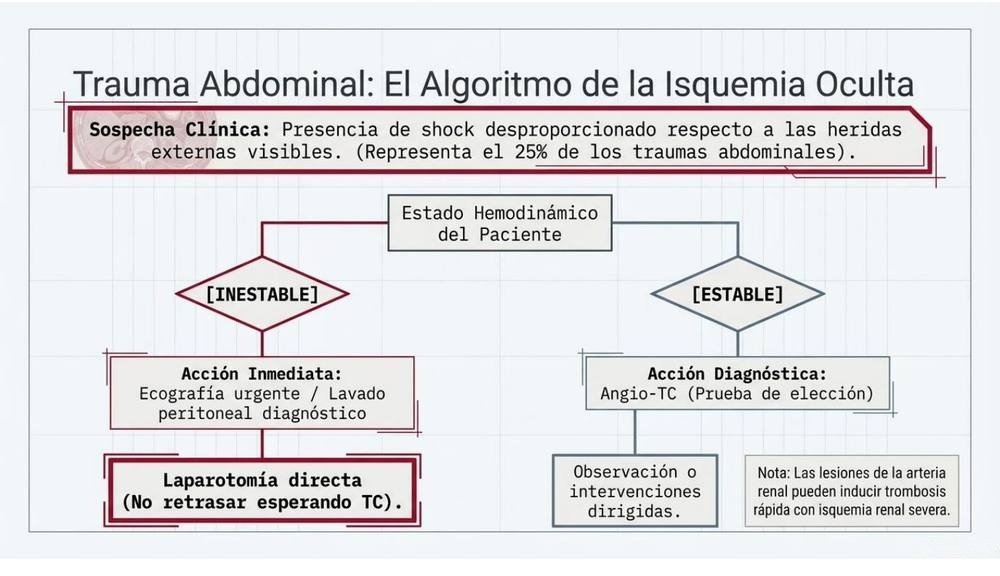 Trauma Abdominal: El Algoritmo de la Isquemia Oculta
Sospecha Clínica: Presencia de shock desproporcionado respecto a las heridas
externas visibles. (Representa el 25% de los traumas abdominales).
Estado Hemodinámico
del Paciente
[INESTABLE]
[ESTABLE]
Acción Inmediata:
Ecografía urgente / Lavado
peritoneal diagnóstico
Acción Diagnóstica:
Angio-TC (Prueba de elección)
Laparotomía directa
(No retrasar esperando TC).
Observación o
intervenciones
dirigidas.
Nota: Las lesiones de la arteria
renal pueden inducir trombosis
rápida con isquemia renal severa.